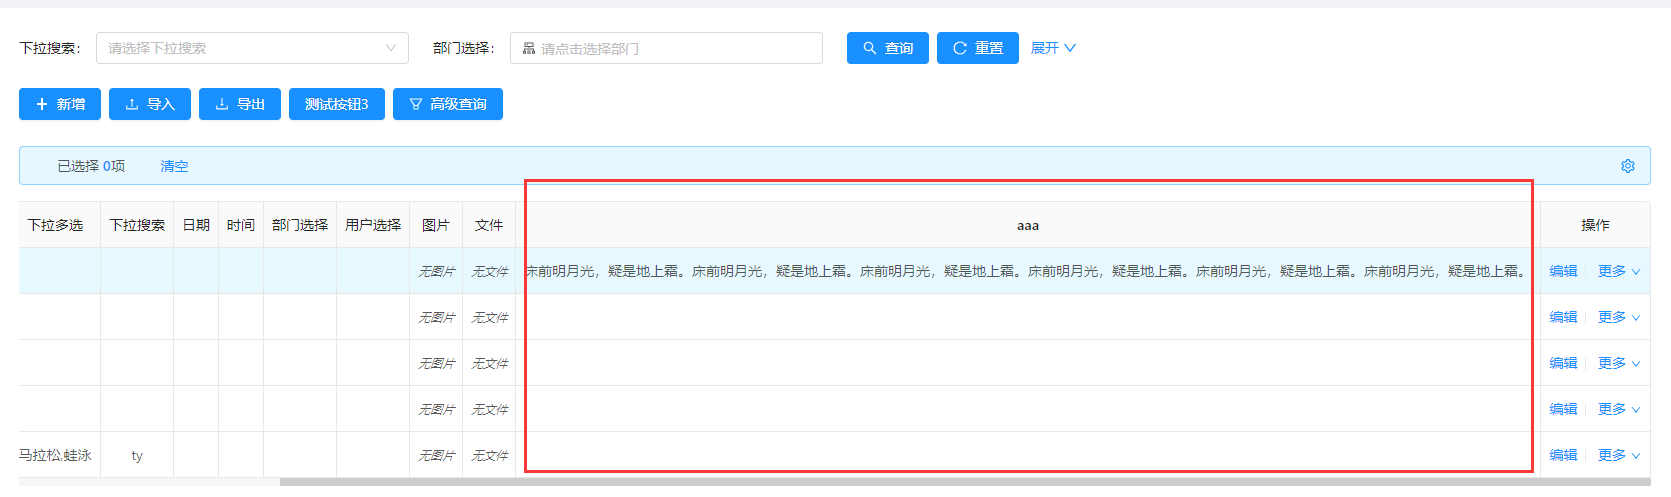 下拉搜索： 请选择下拉搜索 部门选择： 请点击选择部门 查询 重置 展开
新增 导入 导出 测试按钮3 高级查询
已选择 0项 清空
下拉多选 下拉搜索 日期 时间 部门选择 用户选择 图片 文件 aaa 操作
无图片 无文件 床前明月光，疑是地上霜。床前明月光，疑是地上霜。床前明月光，疑是地上霜。床前明月光，疑是地上霜。床前明月光，疑是地上霜。床前明月光，疑是地上霜。 编辑 更多
无图片 无文件 编辑 更多
无图片 无文件 编辑 更多
无图片 无文件 编辑 更多
马拉松,蛙泳 ty 无图片 无文件 编辑 更多